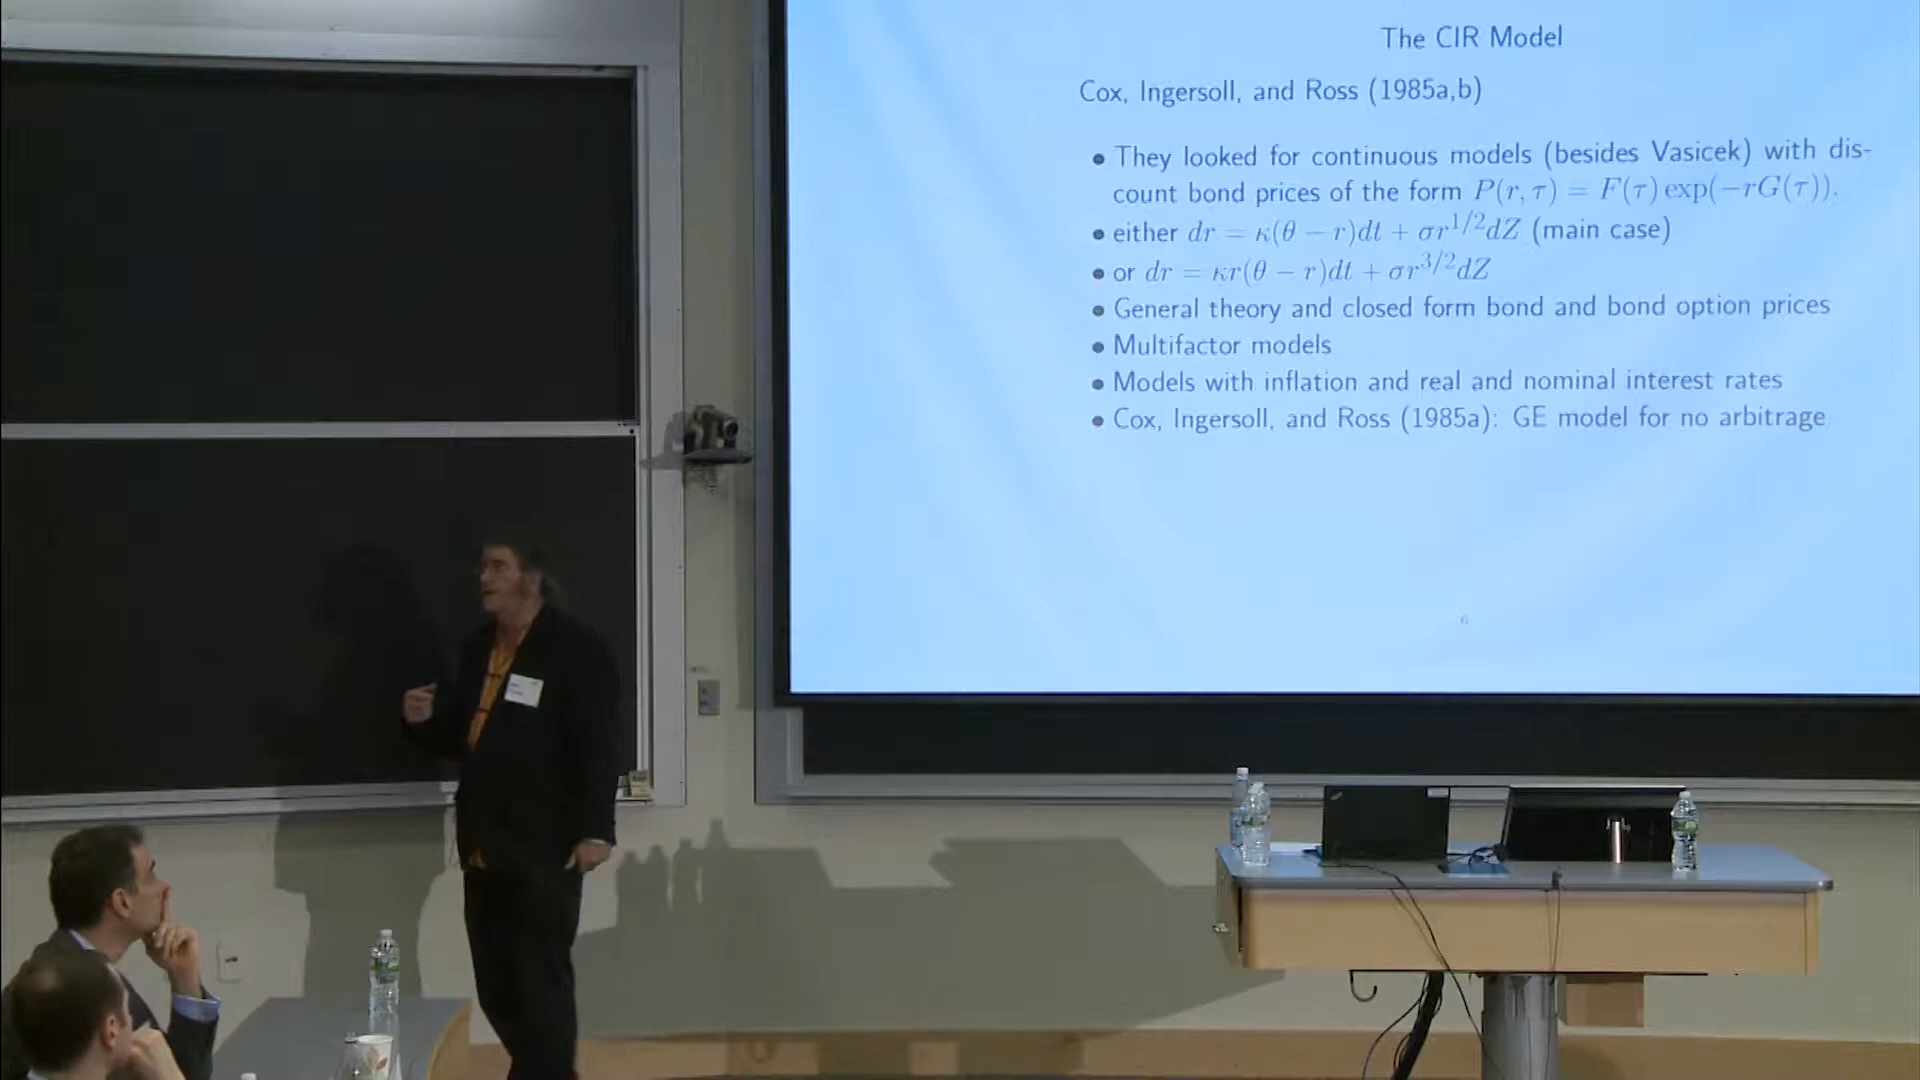 The CIR Model
Cox, Ingersoll, and Ross (1985a,b)
• They looked for continuous models (besides Vasicek) with dis-
count bond prices of the form P(r, τ) = F(τ) exp(−rG(τ)).
• either dr = κ(θ − r)dt + σr^{1/2}dZ (main case)
• or dr = κr(θ − r)dt + σr^{3/2}dZ
• General theory and closed form bond and bond option prices
• Multifactor models
• Models with inflation and real and nominal interest rates
• Cox, Ingersoll, and Ross (1985a): GE model for no arbitrage
6